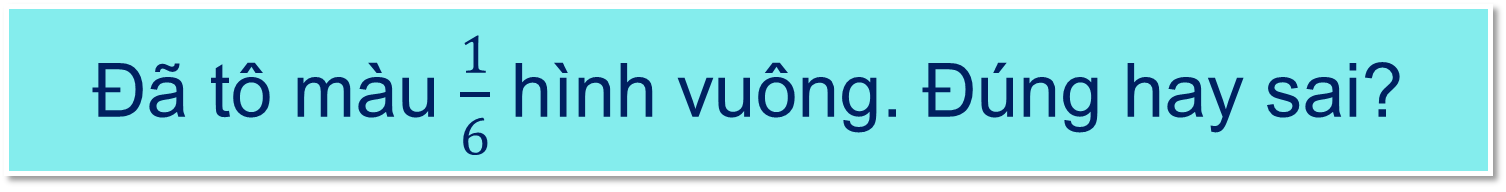 Đã tô màu 1/6 hình vuông. Đúng hay sai?